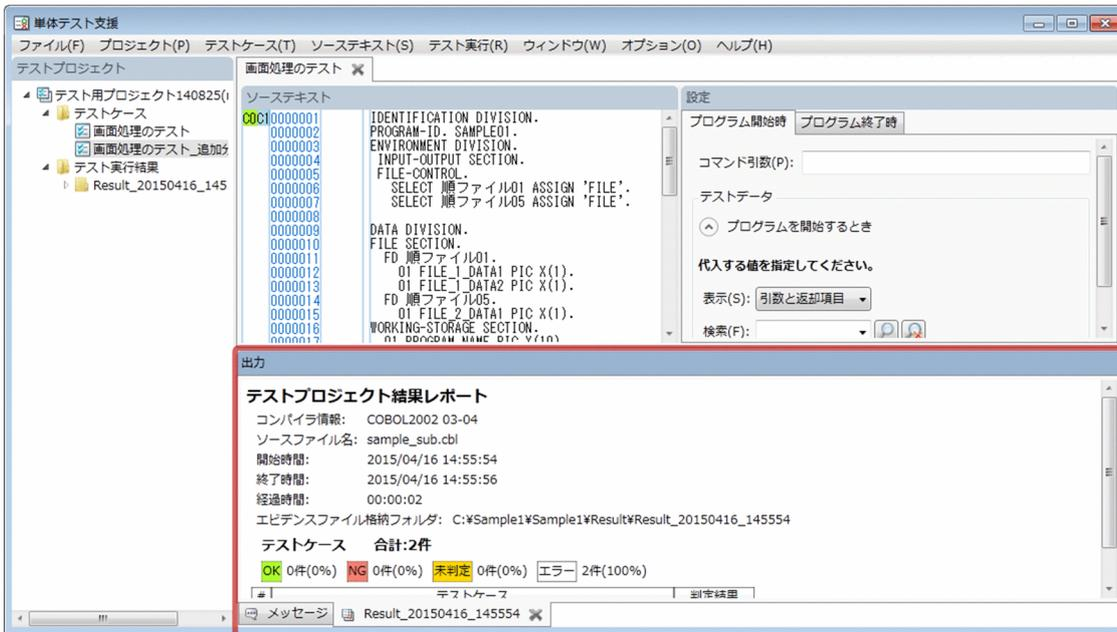 単体テスト支援
ファイル(F) プロジェクト(P) テストケース(T) ソーステキスト(S) テスト実行(R) ウィンドウ(W) オプション(O) ヘルプ(H)
テストプロジェクト
テスト用プロジェクト140825(
テストケース
画面処理のテスト
画面処理のテスト_追加
テスト実行結果
Result_20150416_145
画面処理のテスト
ソーステキスト
COC1 0000001 IDENTIFICATION DIVISION.
0000002 PROGRAM-ID. SAMPLE01.
0000003 ENVIRONMENT DIVISION.
0000004 INPUT-OUTPUT SECTION.
0000005 FILE-CONTROL.
0000006 SELECT 順ファイル01 ASSIGN 'FILE'.
0000007 SELECT 順ファイル05 ASSIGN 'FILE'.
0000008
0000009 DATA DIVISION.
0000010 FILE SECTION.
0000011 FD 順ファイル01.
0000012 01 FILE_1_DATA1 PIC X(1).
0000013 01 FILE_1_DATA2 PIC X(1).
0000014 FD 順ファイル05.
0000015 01 FILE_2_DATA1 PIC X(1).
0000016 WORKING-STORAGE SECTION.
0000017 01 PROGRAM_NAME PIC X(10)
設定
プログラム開始時 プログラム終了時
コマンド引数(P):
テストデータ
プログラムを開始するとき
代入する値を指定してください。
表示(S): 引数と返却項目
検索(F):
出力
テストプロジェクト結果レポート
コンパイラ情報: COBOL2002 03-04
ソースファイル名: sample_sub.cbl
開始時間: 2015/04/16 14:55:54
終了時間: 2015/04/16 14:55:56
経過時間: 00:00:02
エビデンスファイル格納フォルダ: C:¥Sample1¥Sample1¥Result¥Result_20150416_145554
テストケース 合計:2件
OK 0件(0%) NG 0件(0%) 未判定 0件(0%) エラー 2件(100%)
# テストケース 判定結果
メッセージ Result_20150416_145554